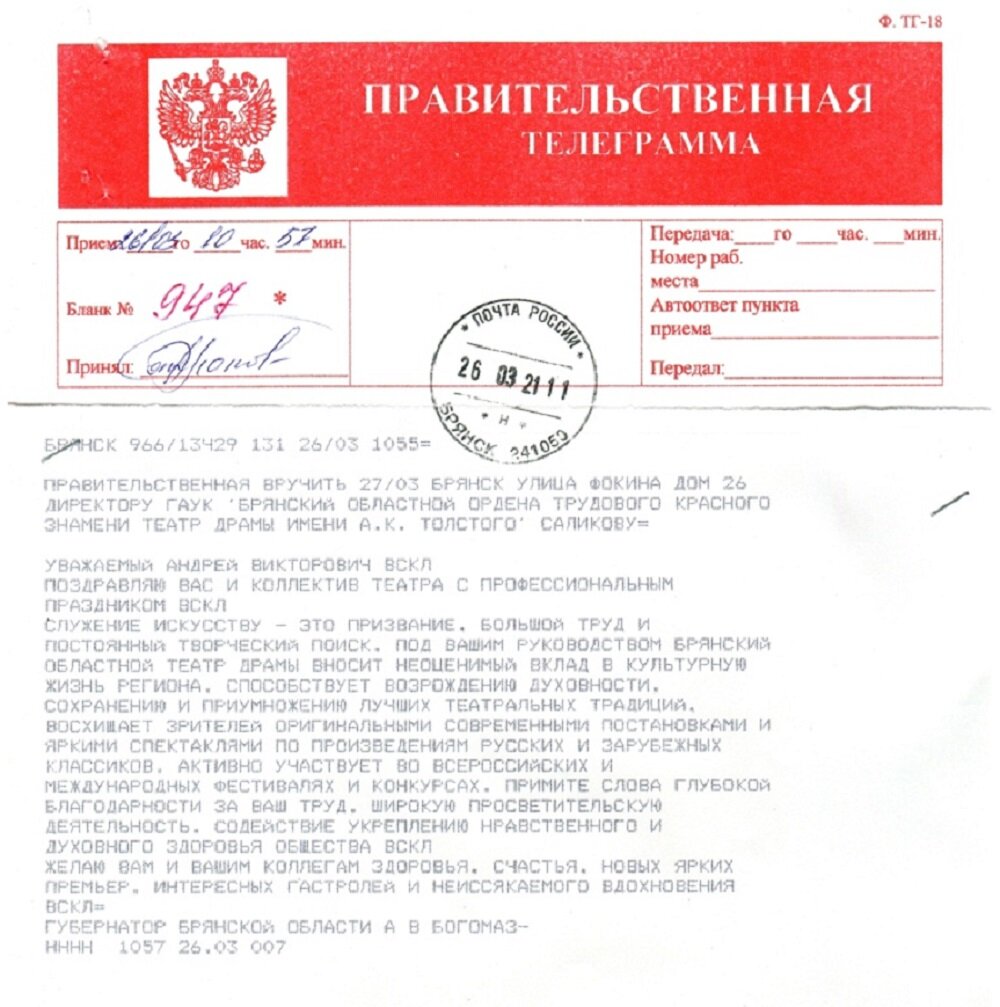 Ф. ТГ-18
ПРАВИТЕЛЬСТВЕННАЯ
ТЕЛЕГРАММА
Прием 26/03 го 10 час. 57 мин.
Бланк № 947 *
Принял:
Передача:____го ____час. ___мин.
Номер раб.
места
Автоответ пункта
приема
Передал:
* ПОЧТА РОССИИ *
26 03 21 11
* Н *
БРЯНСК 241050
БРЯНСК 966/13429 131 26/03 1055=
ПРАВИТЕЛЬСТВЕННАЯ ВРУЧИТЬ 27/03 БРЯНСК УЛИЦА ФОКИНА ДОМ 26
ДИРЕКТОРУ ГАУК 'БРЯНСКИЙ ОБЛАСТНОЙ ОРДЕНА ТРУДОВОГО КРАСНОГО
ЗНАМЕНИ ТЕАТР ДРАМЫ ИМЕНИ А.К. ТОЛСТОГО' САЛИКОВУ=
УВАЖАЕМЫЙ АНДРЕЙ ВИКТОРОВИЧ ВСКЛ
ПОЗДРАВЛЯЮ ВАС И КОЛЛЕКТИВ ТЕАТРА С ПРОФЕССИОНАЛЬНЫМ
ПРАЗДНИКОМ ВСКЛ
СЛУЖЕНИЕ ИСКУССТВУ - ЭТО ПРИЗВАНИЕ, БОЛЬШОЙ ТРУД И
ПОСТОЯННЫЙ ТВОРЧЕСКИЙ ПОИСК. ПОД ВАШИМ РУКОВОДСТВОМ БРЯНСКИЙ
ОБЛАСТНОЙ ТЕАТР ДРАМЫ ВНОСИТ НЕОЦЕНИМЫЙ ВКЛАД В КУЛЬТУРНУЮ
ЖИЗНЬ РЕГИОНА, СПОСОБСТВУЕТ ВОЗРОЖДЕНИЮ ДУХОВНОСТИ,
СОХРАНЕНИЮ И ПРИУМНОЖЕНИЮ ЛУЧШИХ ТЕАТРАЛЬНЫХ ТРАДИЦИЙ,
ВОСХИЩАЕТ ЗРИТЕЛЕЙ ОРИГИНАЛЬНЫМИ СОВРЕМЕННЫМИ ПОСТАНОВКАМИ И
ЯРКИМИ СПЕКТАКЛЯМИ ПО ПРОИЗВЕДЕНИЯМ РУССКИХ И ЗАРУБЕЖНЫХ
КЛАССИКОВ, АКТИВНО УЧАСТВУЕТ ВО ВСЕРОССИЙСКИХ И
МЕЖДУНАРОДНЫХ ФЕСТИВАЛЯХ И КОНКУРСАХ. ПРИМИТЕ СЛОВА ГЛУБОКОЙ
БЛАГОДАРНОСТИ ЗА ВАШ ТРУД, ШИРОКУЮ ПРОСВЕТИТЕЛЬСКУЮ
ДЕЯТЕЛЬНОСТЬ, СОДЕЙСТВИЕ УКРЕПЛЕНИЮ НРАВСТВЕННОГО И
ДУХОВНОГО ЗДОРОВЬЯ ОБЩЕСТВА ВСКЛ
ЖЕЛАЮ ВАМ И ВАШИМ КОЛЛЕГАМ ЗДОРОВЬЯ, СЧАСТЬЯ, НОВЫХ ЯРКИХ
ПРЕМЬЕР, ИНТЕРЕСНЫХ ГАСТРОЛЕЙ И НЕИССЯКАЕМОГО ВДОХНОВЕНИЯ
ВСКЛ=
ГУБЕРНАТОР БРЯНСКОЙ ОБЛАСТИ А В БОГОМАЗ-
НННН 1057 26.03 007